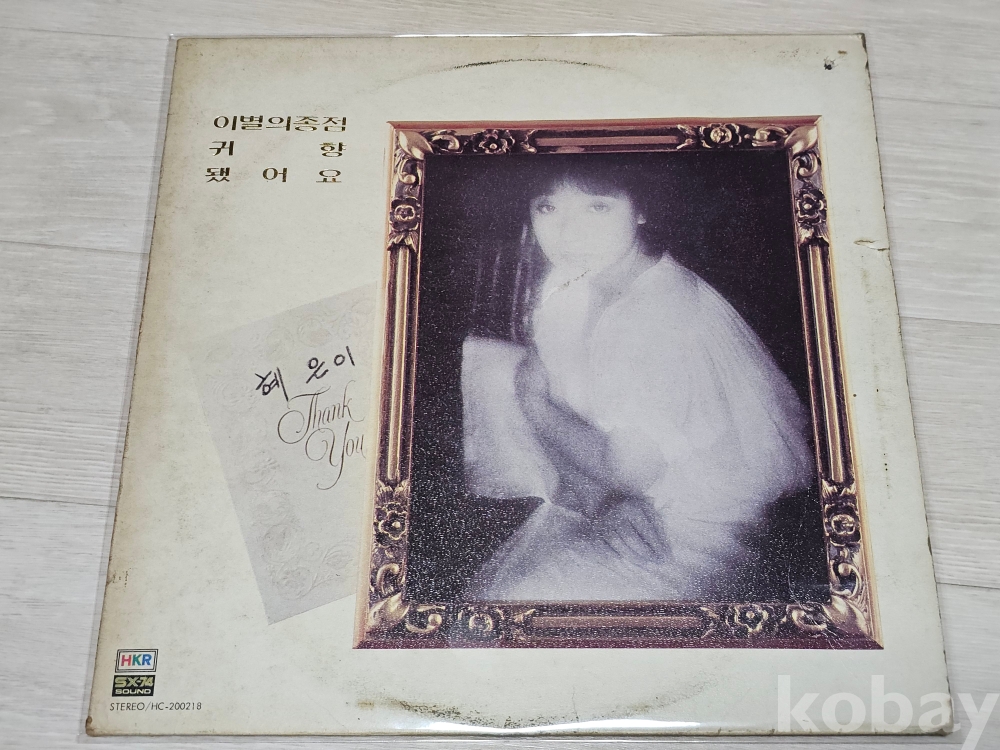 이별의종점
귀 향
됐 어 요
혜 은 이
Thank
You
HKR
SX-74
SOUND
STEREO/HC-200218
kobay